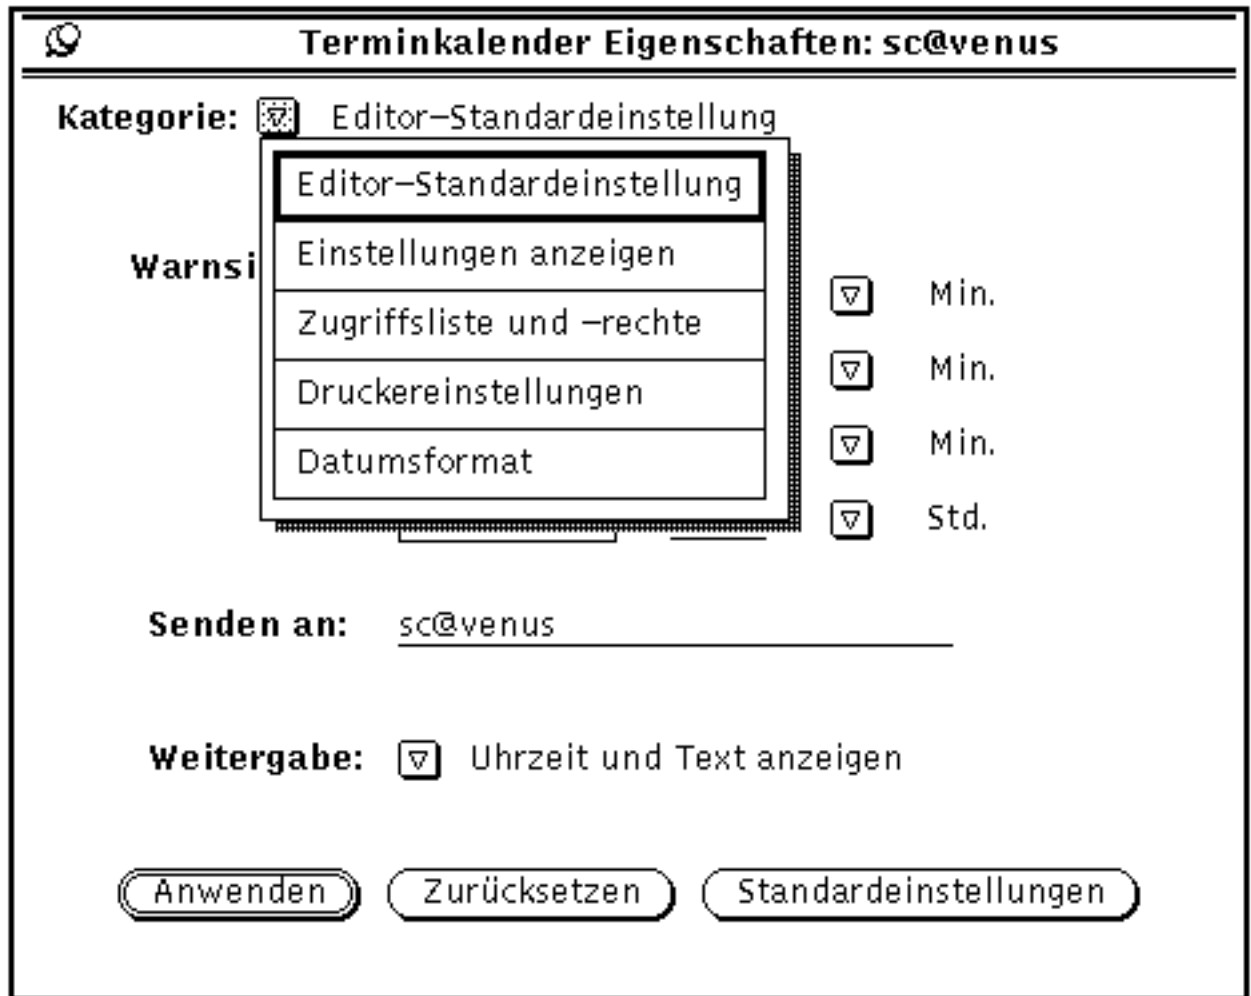 Terminkalender Eigenschaften: sc@venus
Kategorie: Editor–Standardeinstellung
Editor–Standardeinstellung
Einstellungen anzeigen
Warnsi
Min.
Zugriffsliste und –rechte
Min.
Druckereinstellungen
Min.
Datumsformat
Std.
Senden an: sc@venus
Weitergabe: Uhrzeit und Text anzeigen
Anwenden Zurücksetzen Standardeinstellungen